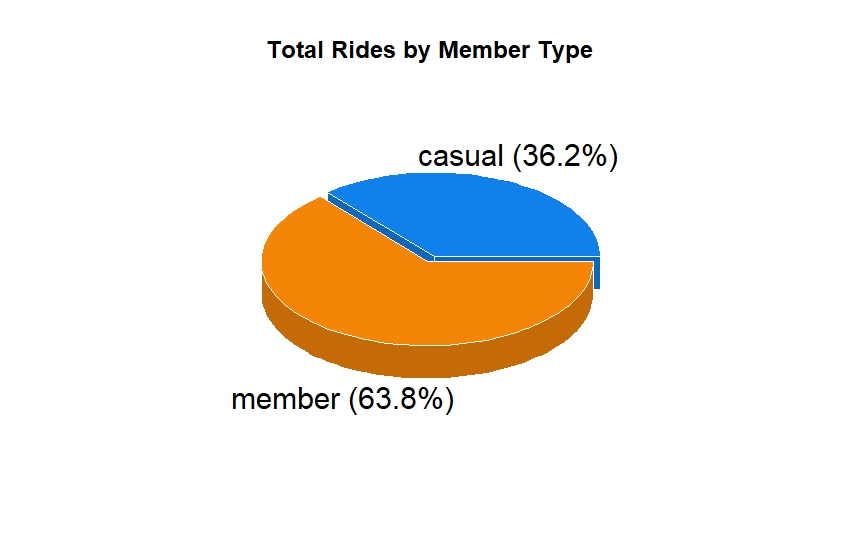 Total Rides by Member Type
casual (36.2%)
member (63.8%)